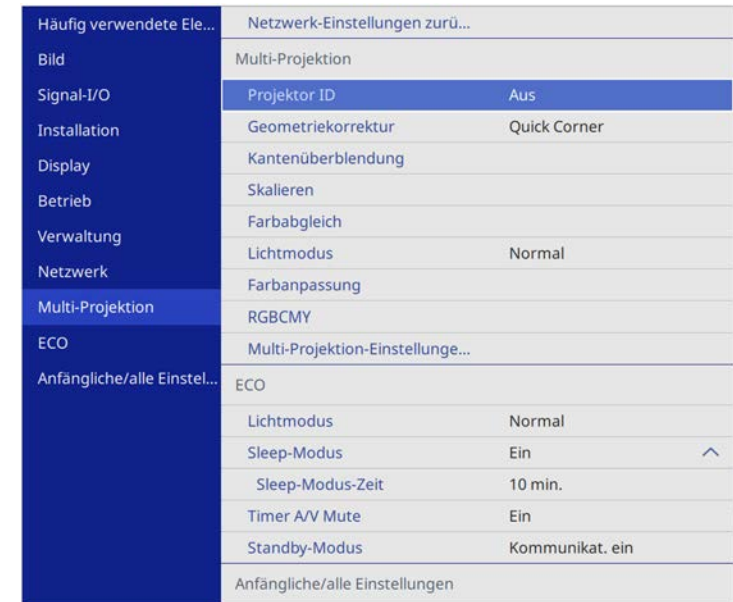 Häufig verwendete Ele...
Bild
Signal-I/O
Installation
Display
Betrieb
Verwaltung
Netzwerk
Multi-Projektion
ECO
Anfängliche/alle Einstel...
Netzwerk-Einstellungen zurü...
Multi-Projektion
Projektor ID Aus
Geometriekorrektur Quick Corner
Kantenüberblendung
Skalieren
Farbabgleich
Lichtmodus Normal
Farbanpassung
RGBCMY
Multi-Projektion-Einstellunge...
ECO
Lichtmodus Normal
Sleep-Modus Ein
Sleep-Modus-Zeit 10 min.
Timer A/V Mute Ein
Standby-Modus Kommunikat. ein
Anfängliche/alle Einstellungen